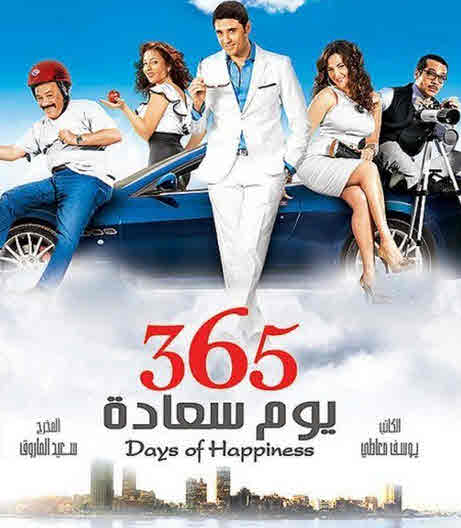 365
يوم سعادة
Days of Happiness
الكاتب
يوسف معاطي
المخرج
سعيد الماروق